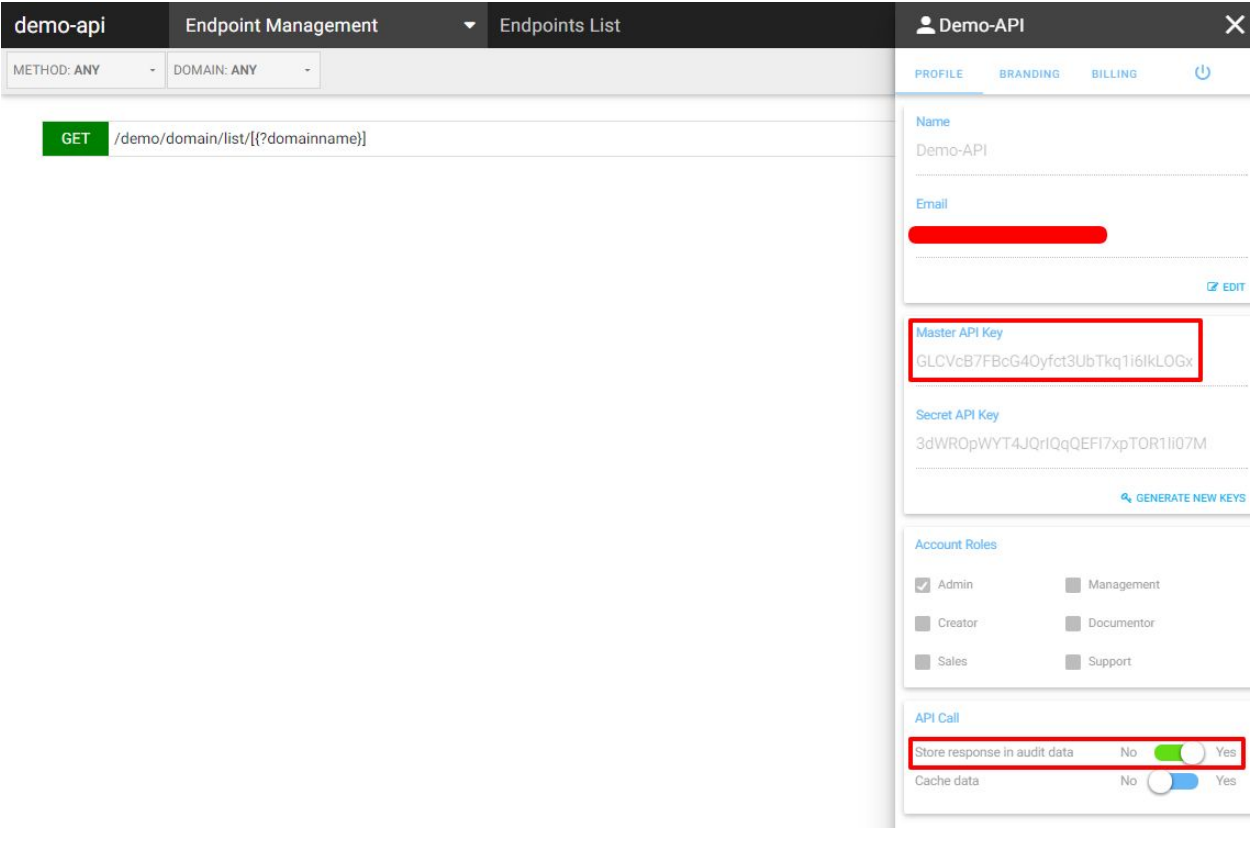 demo-api
Endpoint Management
Endpoints List
Demo-API
METHOD: ANY
DOMAIN: ANY
PROFILE
BRANDING
BILLING
GET
/demo/domain/list/[{?domainname}]
Name
Demo-API
Email
EDIT
Master API Key
GLCVcB7FBcG4Oyfct3UbTkq1i6IkLOGx
Secret API Key
3dWROpWYT4JQrIQqQEFI7xpTOR1li07M
GENERATE NEW KEYS
Account Roles
Admin
Management
Creator
Documentor
Sales
Support
API Call
Store response in audit data
No
Yes
Cache data
No
Yes